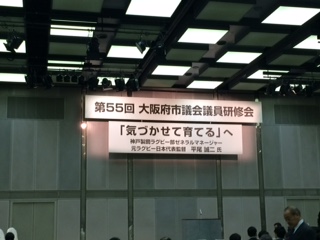 第55回 大阪府市議会議員研修会
「気づかせて育てる」へ
神戸製鋼ラグビー部ゼネラルマネージャー
元ラグビー日本代表監督 平尾 誠二 氏